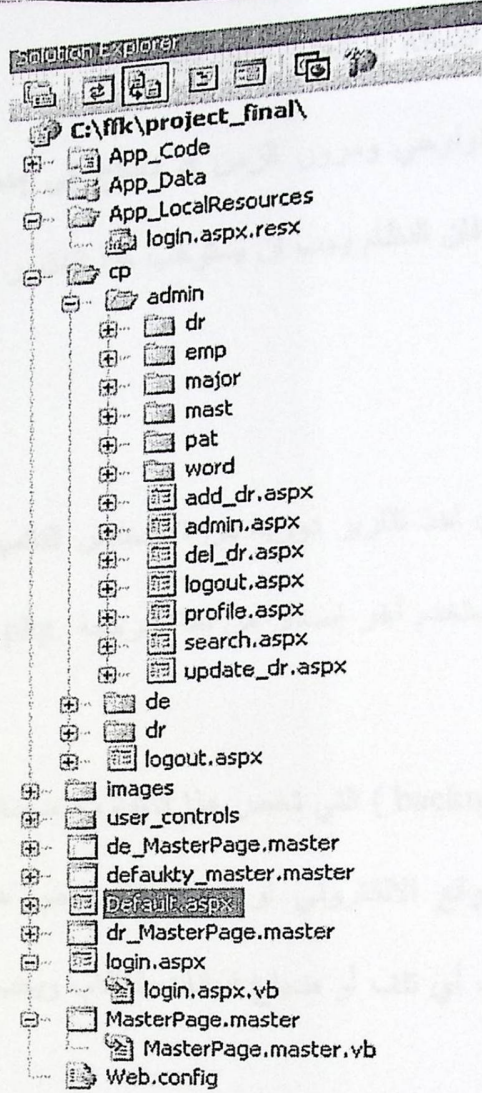 Solution Explorer
C:\ffk\project_final\
App_Code
App_Data
App_LocalResources
login.aspx.resx
cp
admin
dr
emp
major
mast
pat
word
add_dr.aspx
admin.aspx
del_dr.aspx
logout.aspx
profile.aspx
search.aspx
update_dr.aspx
de
dr
logout.aspx
images
user_controls
de_MasterPage.master
defaukty_master.master
Default.aspx
dr_MasterPage.master
login.aspx
login.aspx.vb
MasterPage.master
MasterPage.master.vb
Web.config